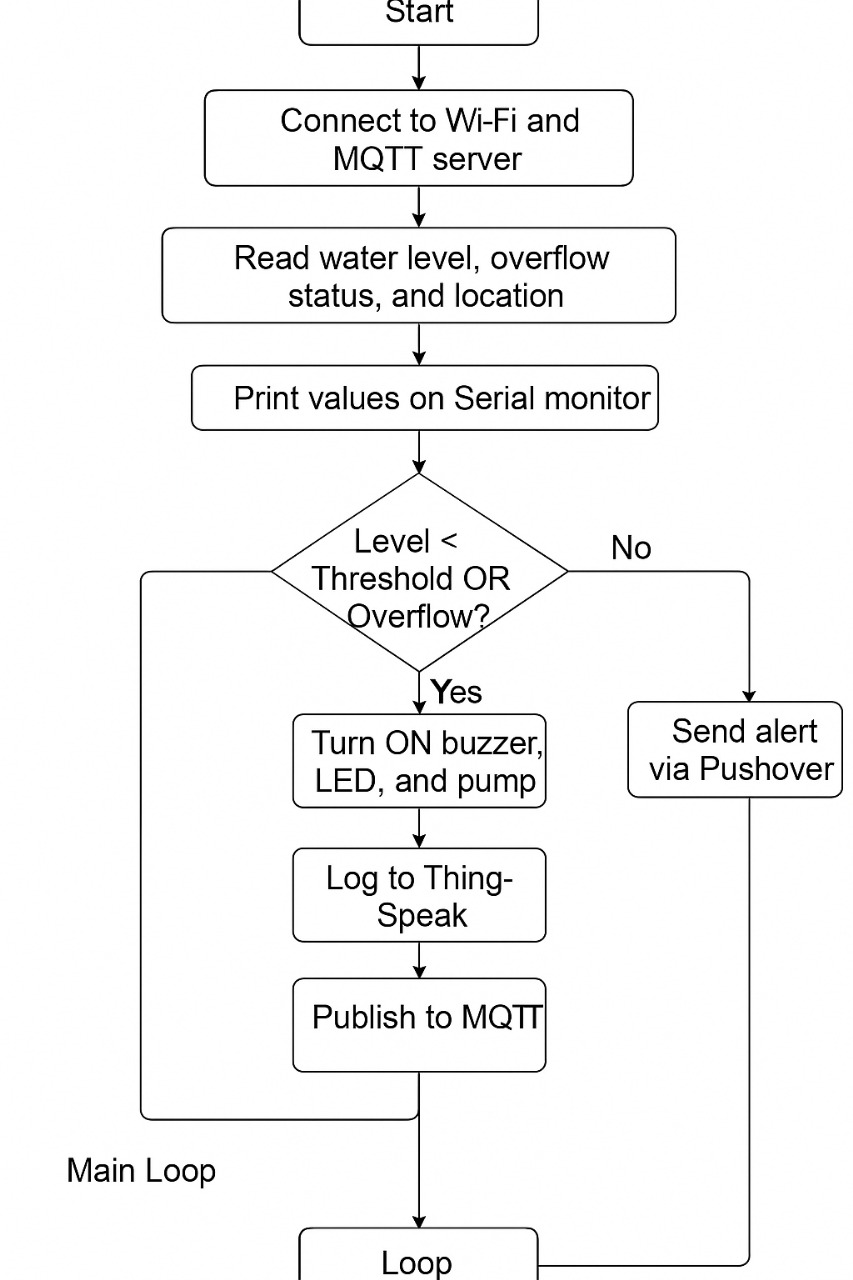 Start
Connect to Wi-Fi and
MQTT server
Read water level, overflow
status, and location
Print values on Serial monitor
Level <
Threshold OR
Overflow?
No
Yes
Turn ON buzzer,
LED, and pump
Send alert
via Pushover
Log to Thing-
Speak
Publish to MQTT
Main Loop
Loop